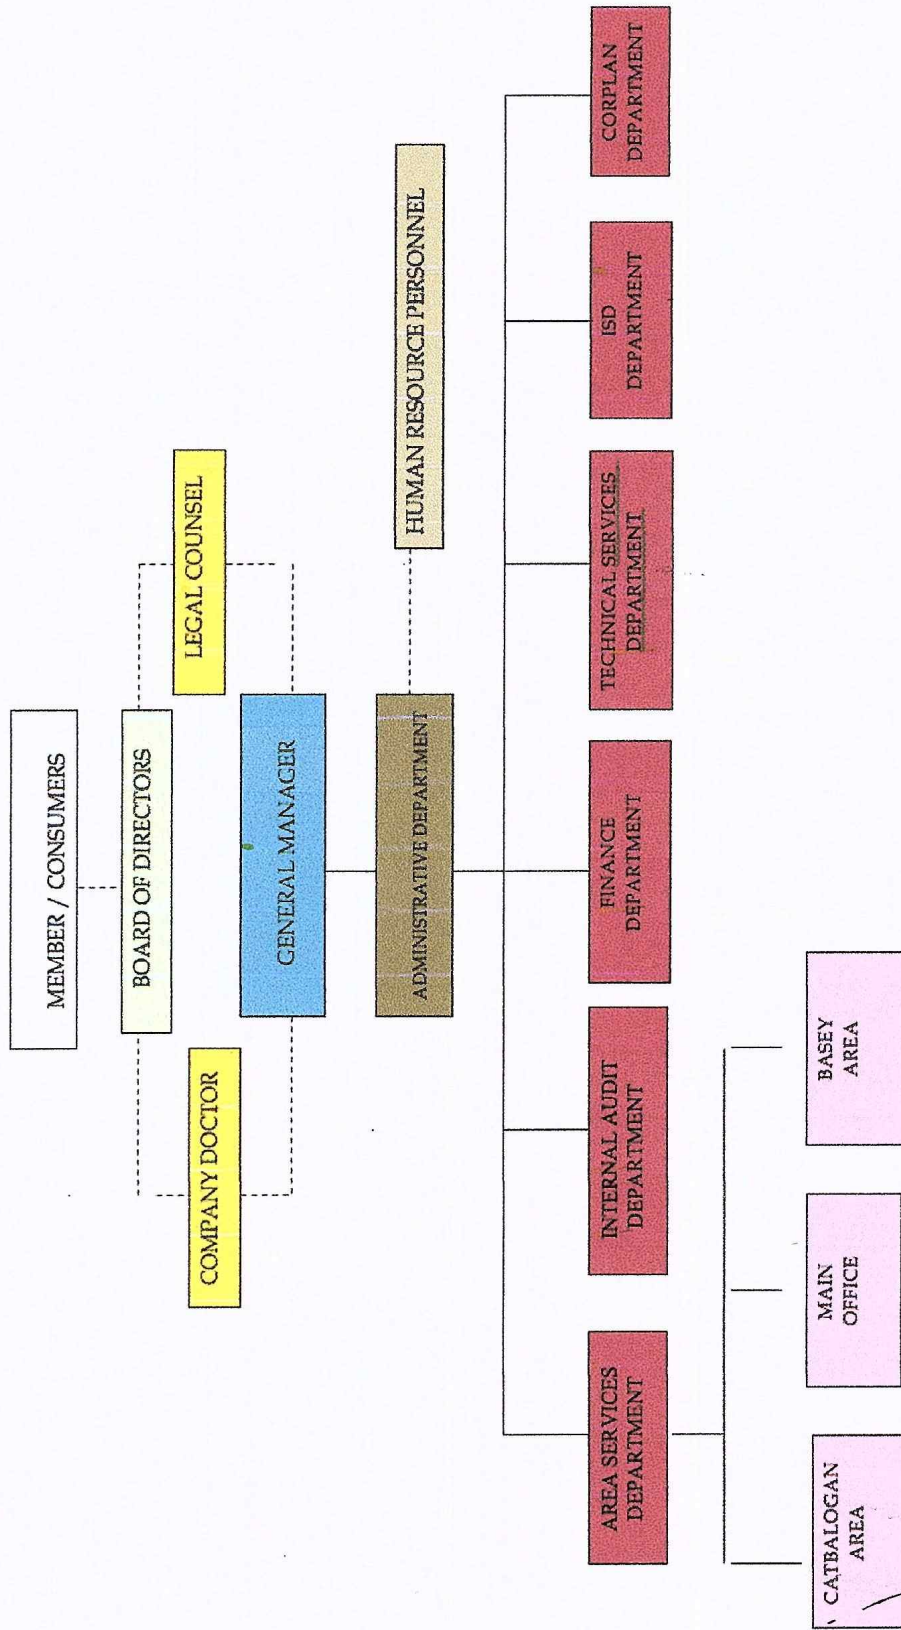 MEMBER / CONSUMERS
BOARD OF DIRECTORS
COMPANY DOCTOR
LEGAL COUNSEL
GENERAL MANAGER
ADMINISTRATIVE DEPARTMENT
HUMAN RESOURCE PERSONNEL
AREA SERVICES
DEPARTMENT
INTERNAL AUDIT
DEPARTMENT
FINANCE
DEPARTMENT
TECHNICAL SERVICES
DEPARTMENT
ISD
DEPARTMENT
CORPLAN
DEPARTMENT
CATBALOGAN
AREA
MAIN
OFFICE
BASEY
AREA